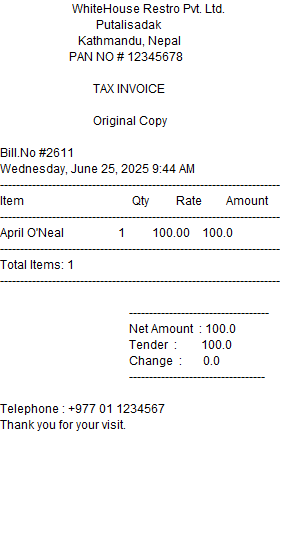 WhiteHouse Restro Pvt. Ltd.
Putalisadak
Kathmandu, Nepal
PAN NO # 12345678
TAX INVOICE
Original Copy
Bill.No #2611
Wednesday, June 25, 2025 9:44 AM
----------------------------------------------------------------------
Item Qty Rate Amount
----------------------------------------------------------------------
April O'Neal 1 100.00 100.0
----------------------------------------------------------------------
Total Items: 1
----------------------------------------------------------------------
-----------------------------------
Net Amount : 100.0
Tender : 100.0
Change : 0.0
----------------------------------
Telephone : +977 01 1234567
Thank you for your visit.